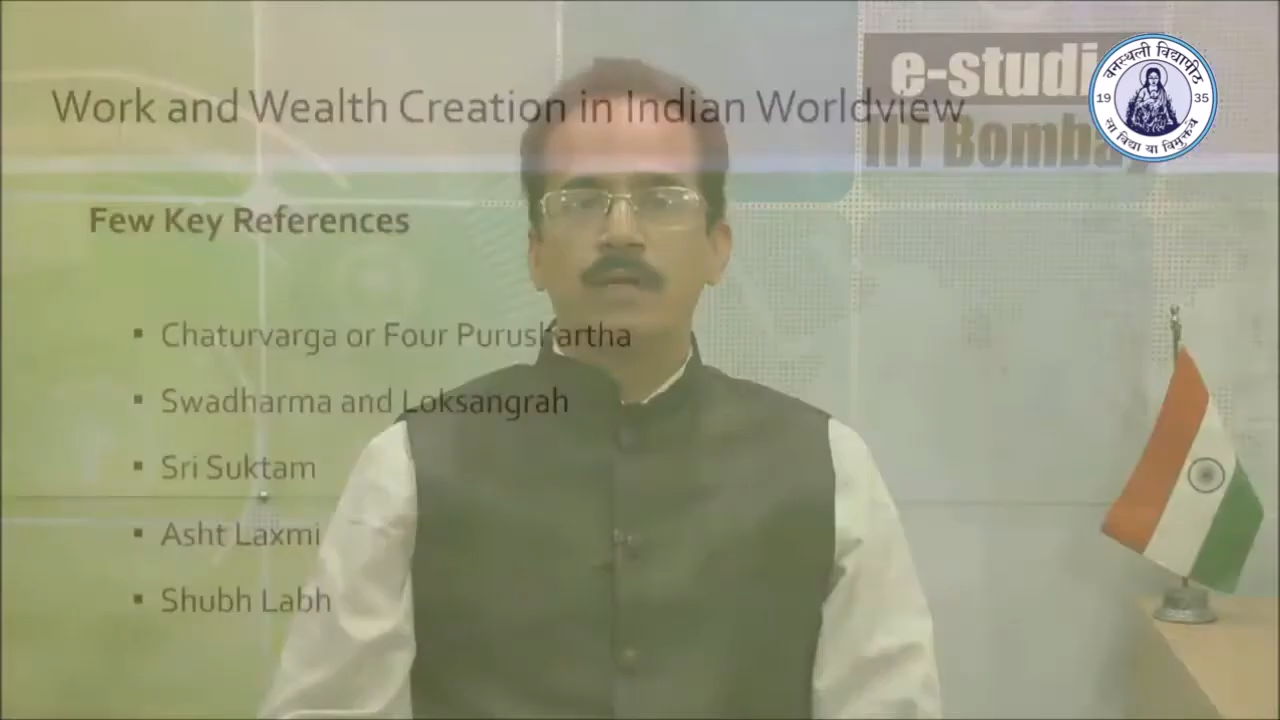 Work and Wealth Creation in Indian Worldview
e-studi
IIT Bombay
वनस्थली विद्यापीठ
19 35
सा विद्या या विमुक्तये
Few Key References
▪ Chaturvarga or Four Purushartha
▪ Swadharma and Loksangrah
▪ Sri Suktam
▪ Asht Laxmi
▪ Shubh Labh